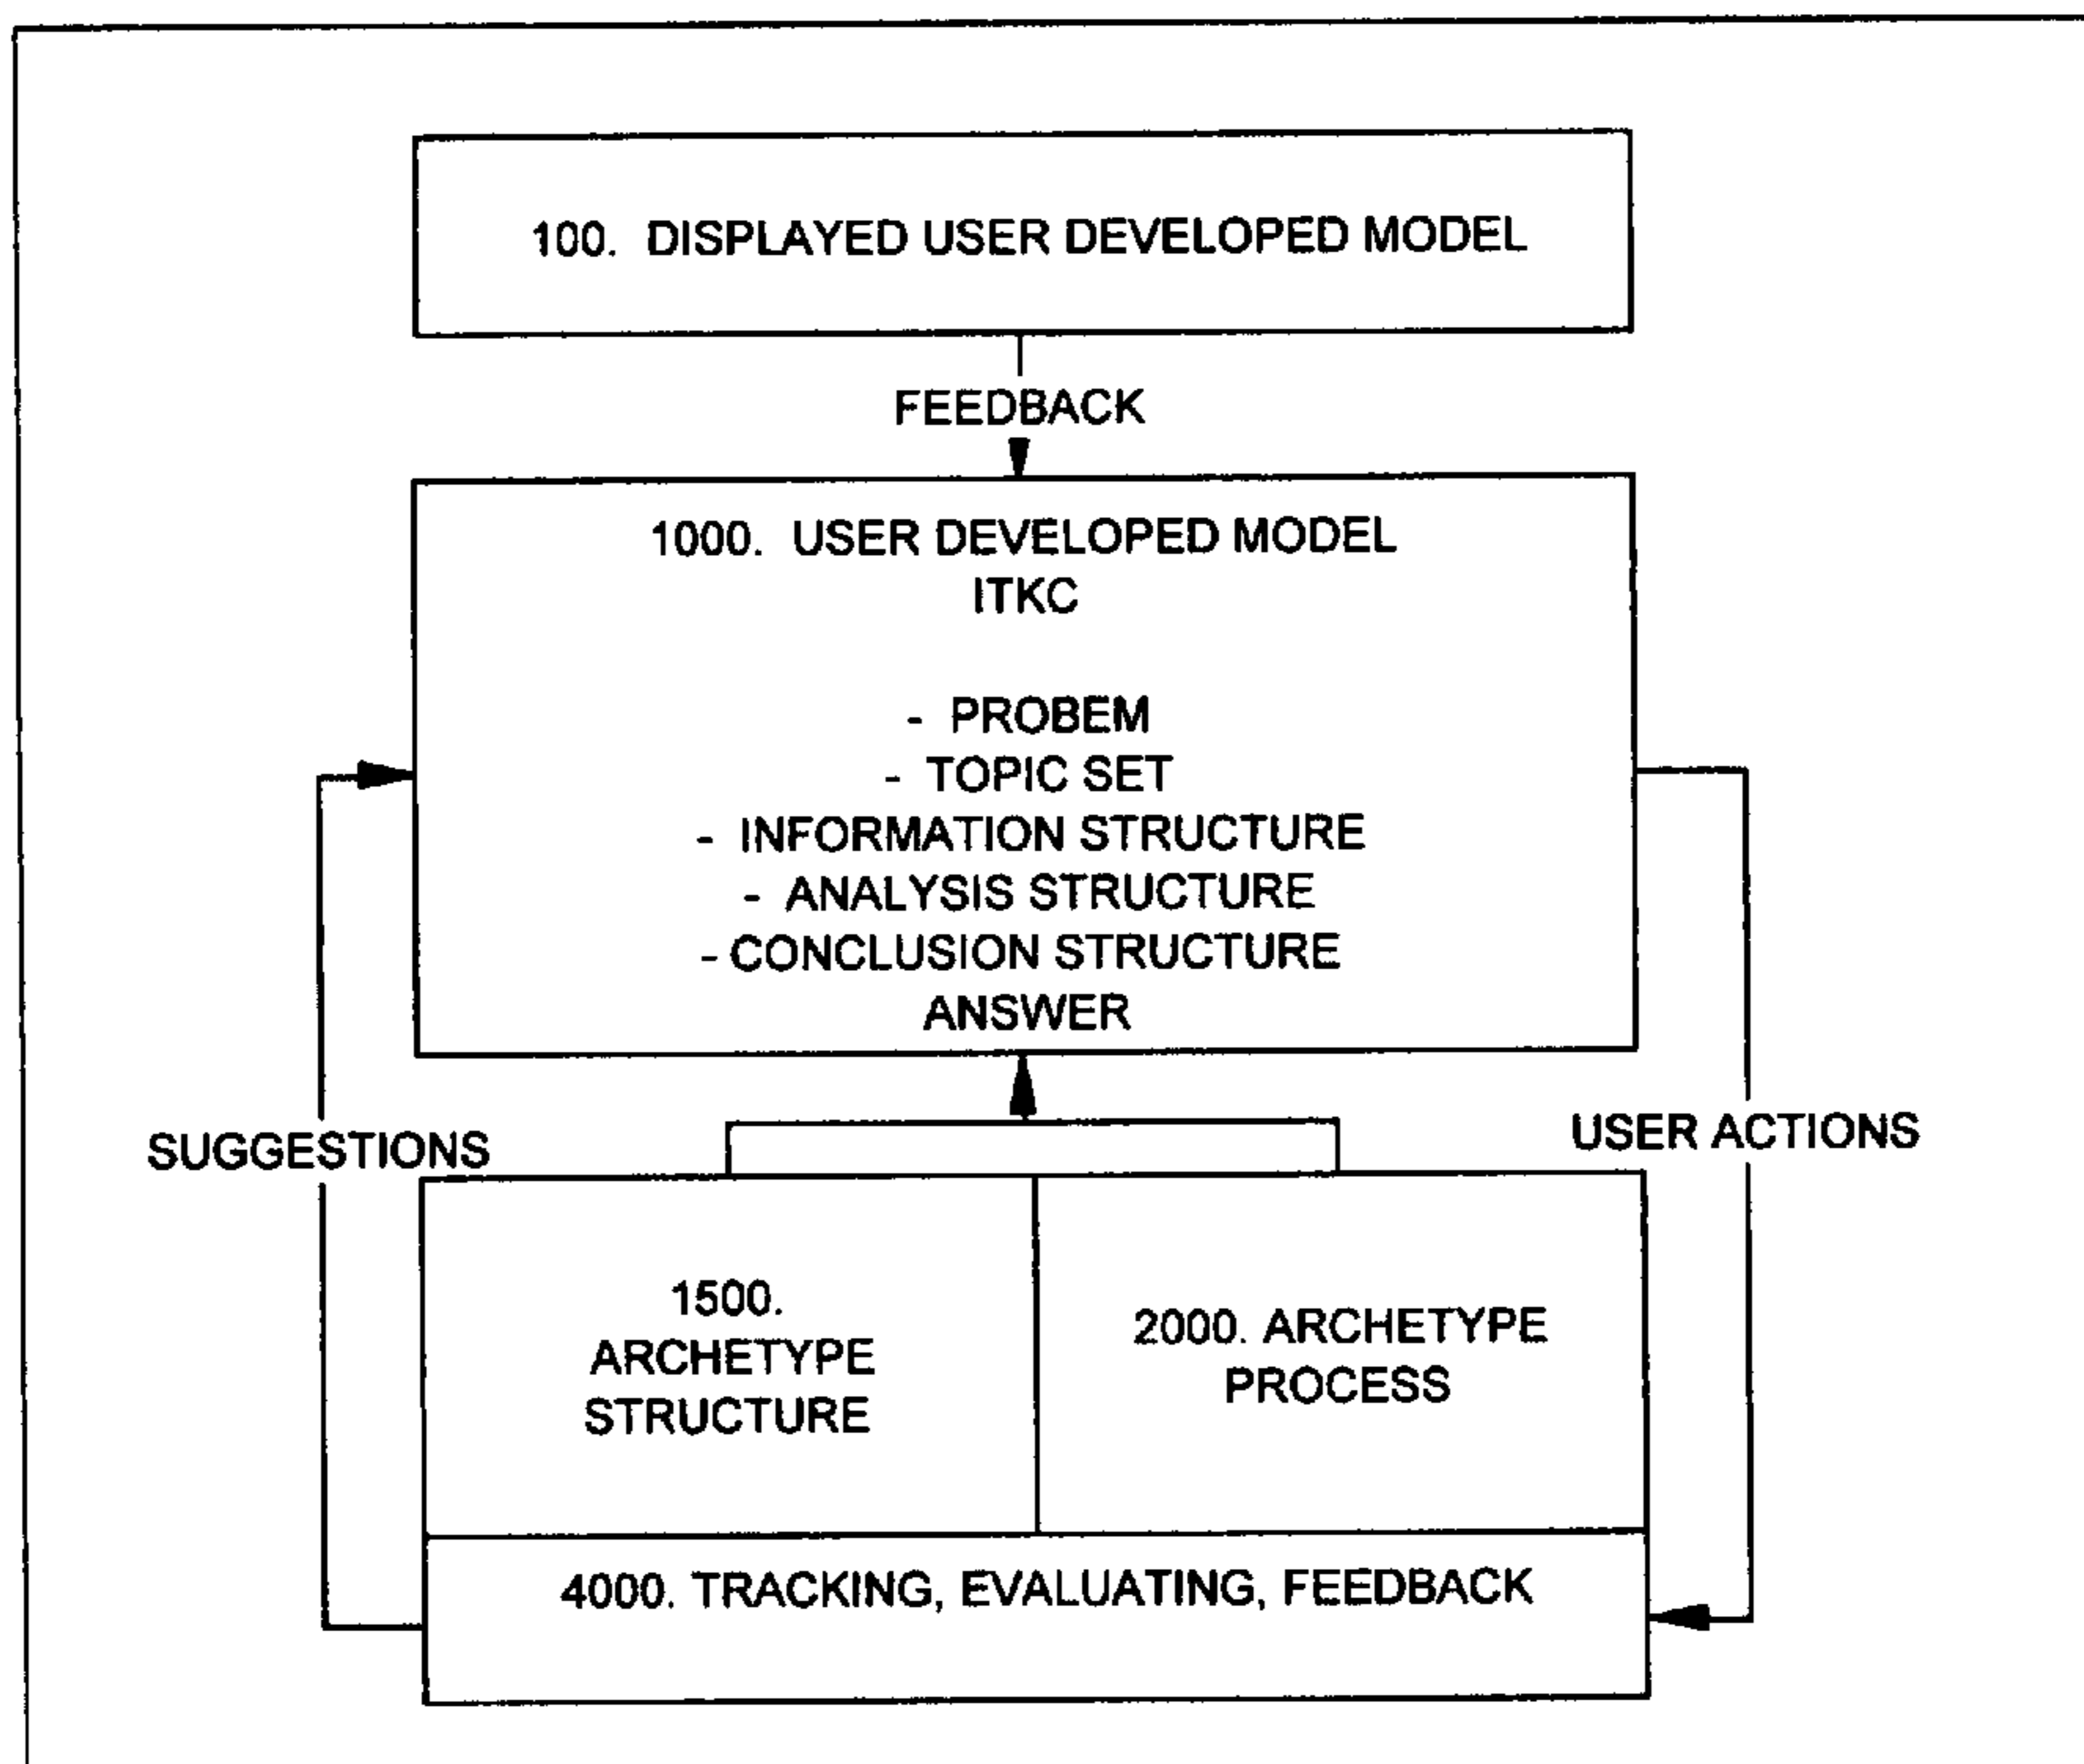 100. DISPLAYED USER DEVELOPED MODEL
FEEDBACK
1000. USER DEVELOPED MODEL
ITKC
- PROBEM
- TOPIC SET
- INFORMATION STRUCTURE
- ANALYSIS STRUCTURE
- CONCLUSION STRUCTURE
ANSWER
SUGGESTIONS
USER ACTIONS
1500.
ARCHETYPE
STRUCTURE
2000. ARCHETYPE
PROCESS
4000. TRACKING, EVALUATING, FEEDBACK